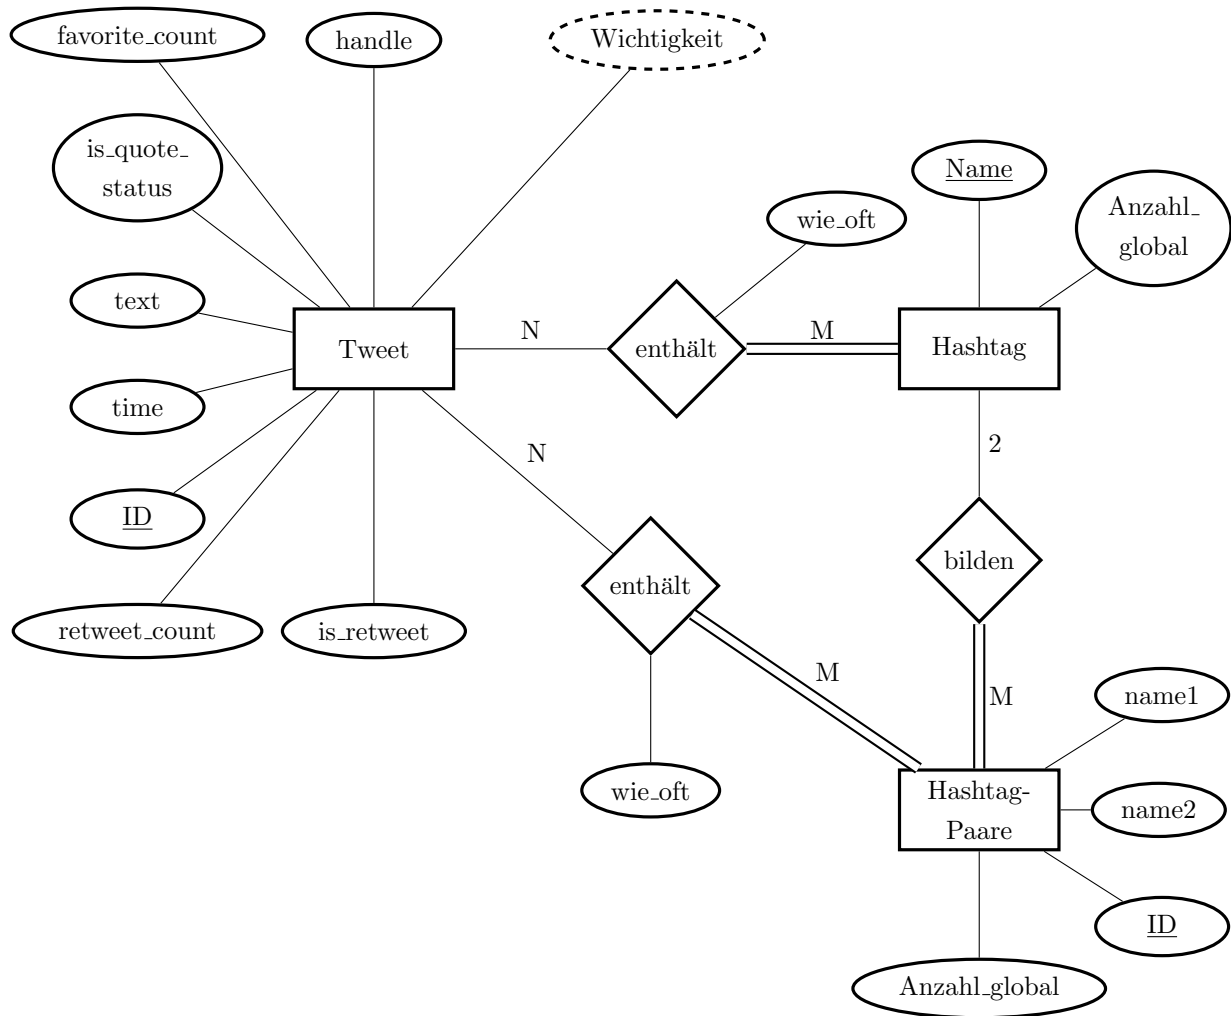 favorite_count
handle
Wichtigkeit
is_quote_
status
Name
Anzahl_
global
wie_oft
text
N
M
Tweet
enthält
Hashtag
time
N
2
ID
bilden
enthält
retweet_count
is_retweet
M
M
name1
wie_oft
Hashtag-
Paare
name2
ID
Anzahl_global